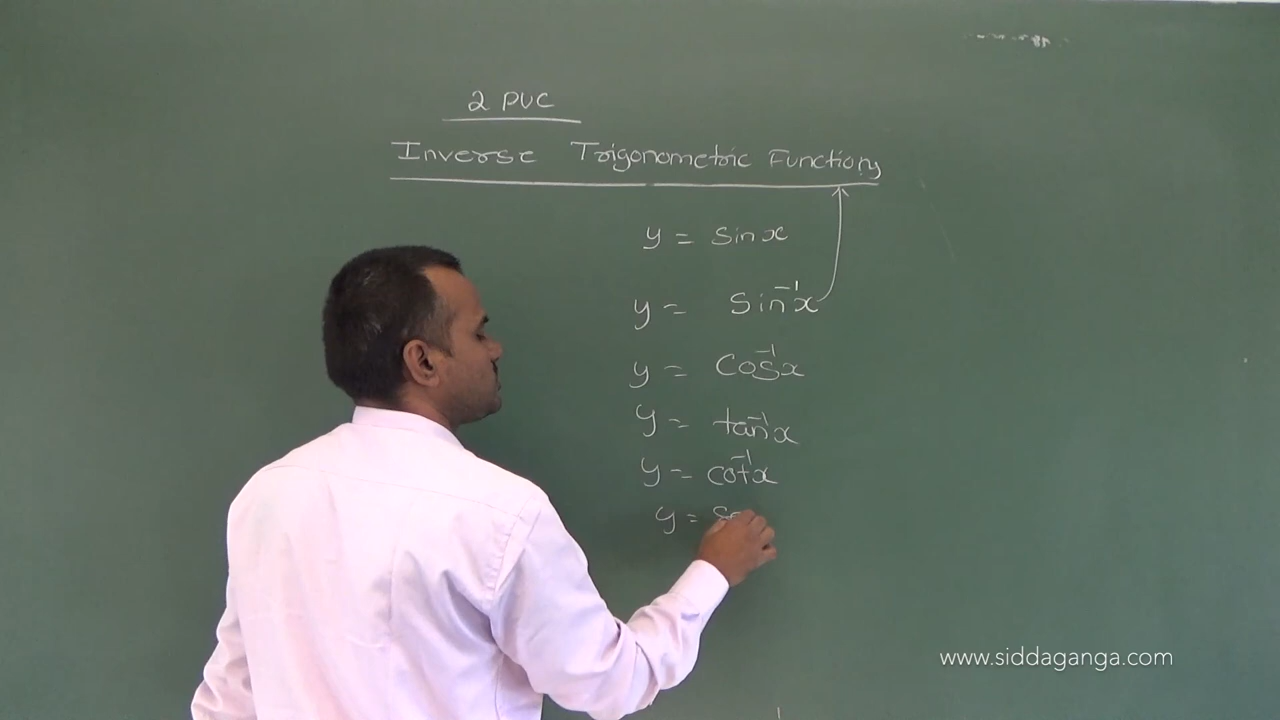 2 PUC
Inverse Trigonometric Functions
y = sin x
y = Sin⁻¹x
y = Cos⁻¹x
y = tan⁻¹x
y = cot⁻¹x
y =
www.siddaganga.com